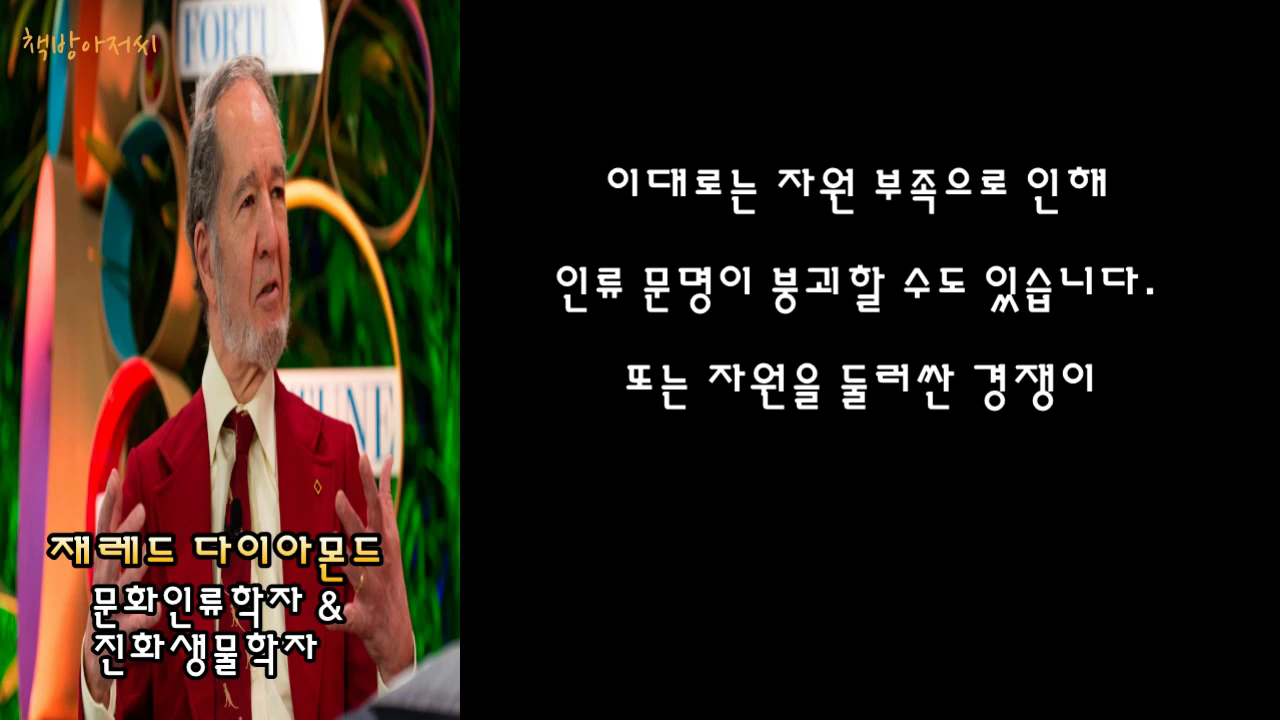 책방아저씨
FORTUNE
TUNE
재레드 다이아몬드
문화인류학자 &
진화생물학자
이대로는 자원 부족으로 인해
인류 문명이 붕괴할 수도 있습니다.
또는 자원을 둘러싼 경쟁이